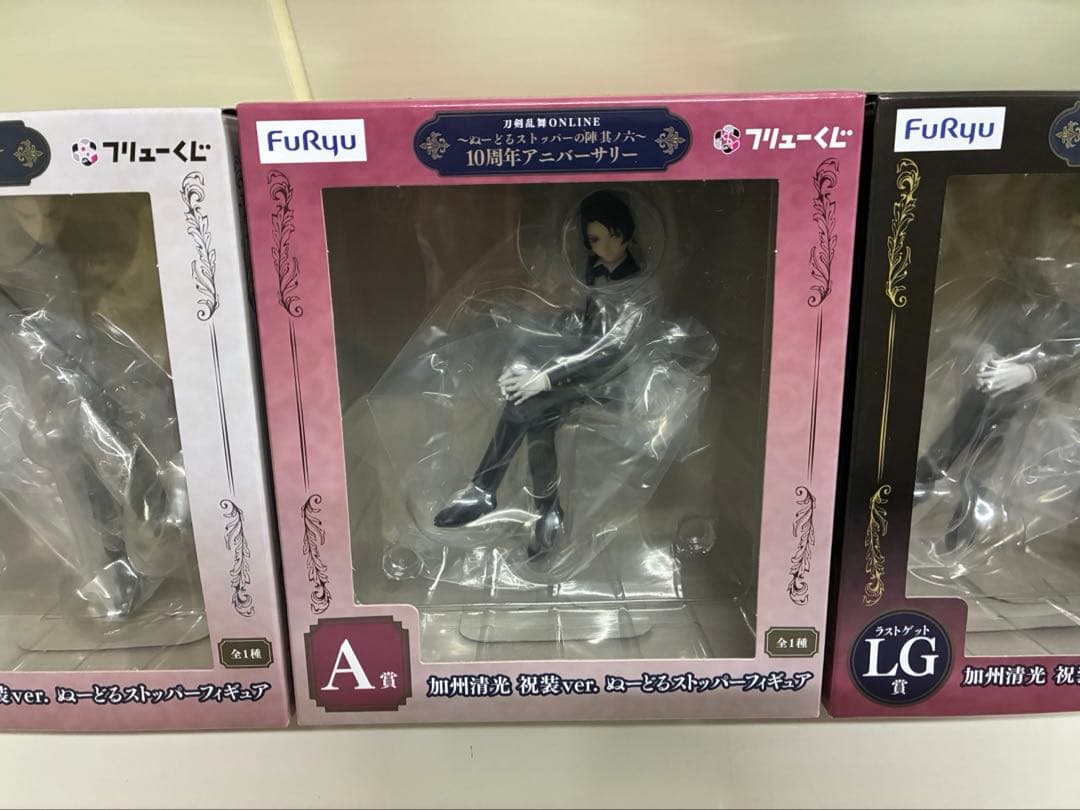 フリューくじ
全1種
装ver. ぬーどるストッパーフィギュア
FuRyu
刀剣乱舞ONLINE
～ぬーどるストッパーの陣 其ノ六～
10周年アニバーサリー
フリューくじ
A賞
全1種
加州清光 祝装ver. ぬーどるストッパーフィギュア
FuRyu
ラストゲット
LG
賞
加州清光 祝